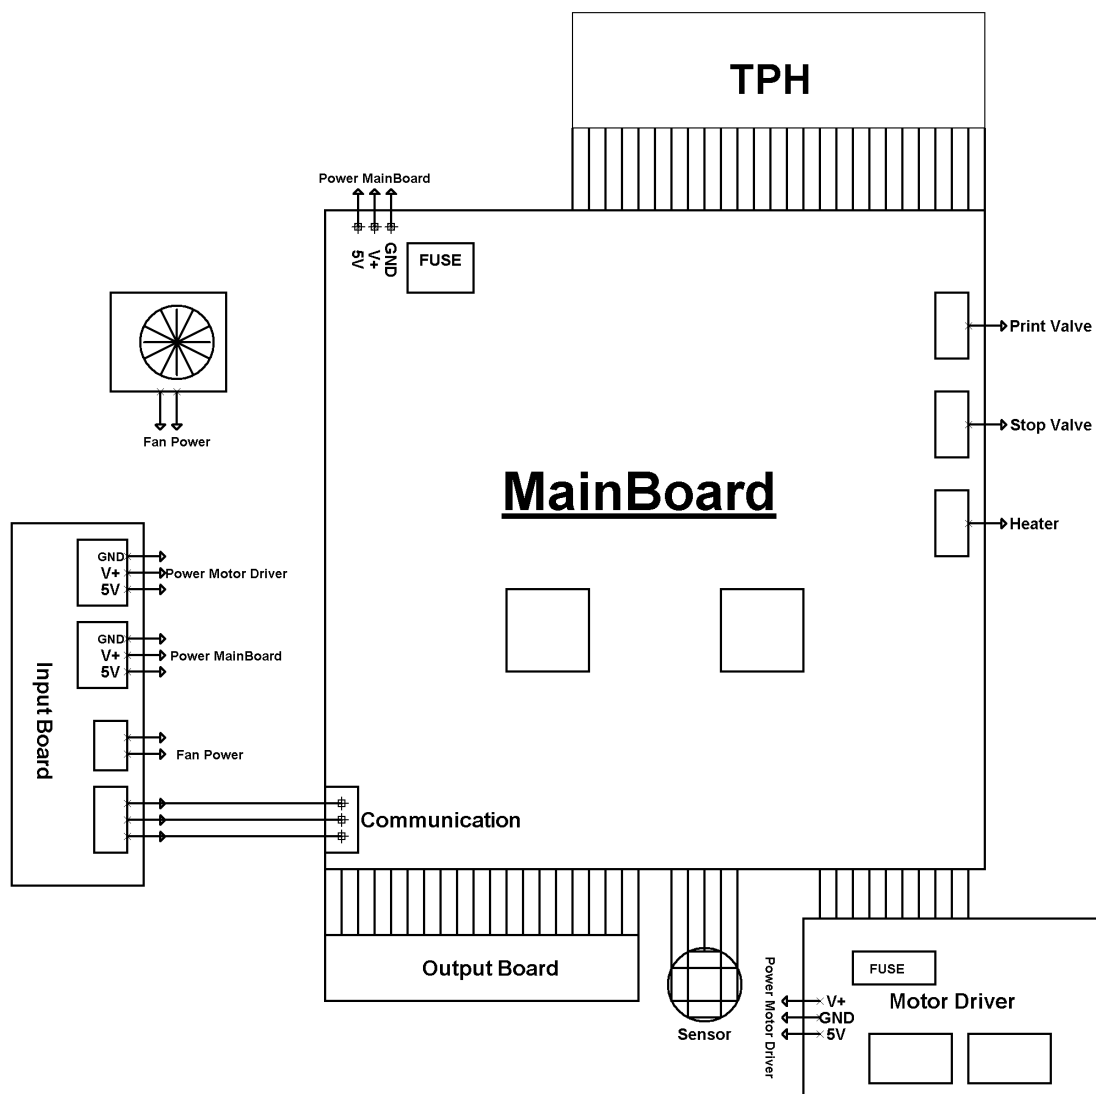 TPH
Power MainBoard
5V
V+
GND
FUSE
Print Valve
Fan Power
Stop Valve
MainBoard
Heater
Input Board
GND
V+
5V
Power Motor Driver
GND
V+
5V
Power MainBoard
Fan Power
Communication
Output Board
Sensor
Power Motor Driver
FUSE
Motor Driver
V+
GND
5V